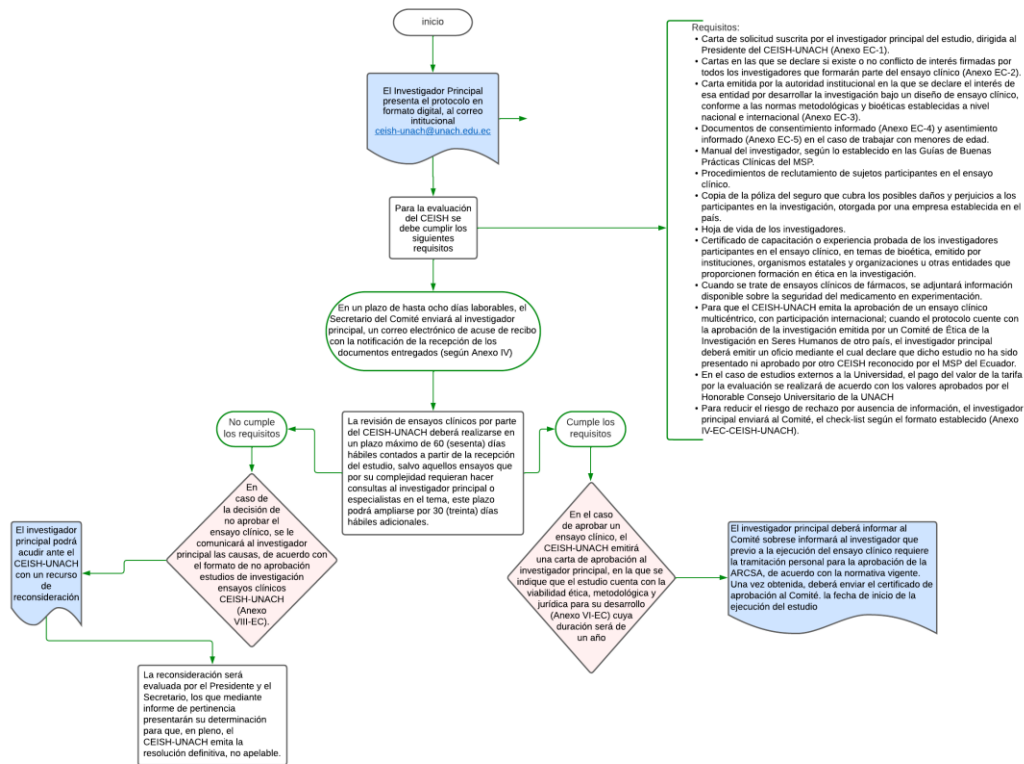 inicio
El Investigador Principal
presenta el protocolo en
formato digital, al correo
intitucional
ceish-unach@unach.edu.ec
Para la evaluación
del CEISH se
debe cumplir los
siguientes
requisitos
Requisitos:
• Carta de solicitud suscrita por el investigador principal del estudio, dirigida al
Presidente del CEISH-UNACH (Anexo EC-1).
• Cartas en las que se declare si existe o no conflicto de interés firmadas por
todos los investigadores que formarán parte del ensayo clínico (Anexo EC-2).
• Carta emitida por la autoridad institucional en la que se declare el interés de
esa entidad por desarrollar la investigación bajo un diseño de ensayo clínico,
conforme a las normas metodológicas y bioéticas establecidas a nivel
nacional e internacional (Anexo EC-3).
• Documentos de consentimiento informado (Anexo EC-4) y asentimiento
informado (Anexo EC-5) en el caso de trabajar con menores de edad.
• Manual del investigador, según lo establecido en las Guías de Buenas
Prácticas Clínicas del MSP.
• Procedimientos de reclutamiento de sujetos participantes en el ensayo
clínico.
• Copia de la póliza del seguro que cubra los posibles daños y perjuicios a los
participantes en la investigación, otorgada por una empresa establecida en el
país.
• Hoja de vida de los investigadores.
• Certificado de capacitación o experiencia probada de los investigadores
participantes en el ensayo clínico, en temas de bioética, emitido por
instituciones, organismos estatales y organizaciones u otras entidades que
proporcionen formación en ética en la investigación.
• Cuando se trate de ensayos clínicos de fármacos, se adjuntará información
disponible sobre la seguridad del medicamento en experimentación.
• Para que el CEISH-UNACH emita la aprobación de un ensayo clínico
multicéntrico, con participación internacional; cuando el protocolo cuente con
la aprobación de la investigación emitida por un Comité de Ética de la
Investigación en Seres Humanos de otro país, el investigador principal
deberá emitir un oficio mediante el cual declare que dicho estudio no ha sido
presentado ni aprobado por otro CEISH reconocido por el MSP del Ecuador.
• En el caso de estudios externos a la Universidad, el pago del valor de la tarifa
por la evaluación se realizará de acuerdo con los valores aprobados por el
Honorable Consejo Universitario de la UNACH
• Para reducir el riesgo de rechazo por ausencia de información, el investigador
principal enviará al Comité, el check-list según el formato establecido (Anexo
IV-EC-CEISH-UNACH).
En un plazo de hasta ocho días laborables, el
Secretario del Comité enviará al investigador
principal, un correo electrónico de acuse de recibo
con la notificación de la recepción de los
documentos entregados (según Anexo IV)
La revisión de ensayos clínicos por parte
del CEISH-UNACH deberá realizarse en
un plazo máximo de 60 (sesenta) días
hábiles contados a partir de la recepción
del estudio, salvo aquellos ensayos que
por su complejidad requieran hacer
consultas al investigador principal o
especialistas en el tema, este plazo
podrá ampliarse por 30 (treinta) días
hábiles adicionales.
No cumple
los requisitos
Cumple los
requisitos
En
caso de
la decisión de
no aprobar el
ensayo clínico, se le
comunicará al investigador
principal las causas, de acuerdo con
el formato de no aprobación
estudios de investigación
ensayos clínicos
CEISH-UNACH
(Anexo
VIII-EC).
En el caso
de aprobar un
ensayo clínico, el
CEISH-UNACH emitirá
una carta de aprobación al
investigador principal, en la que se
indique que el estudio cuenta con la
viabilidad ética, metodológica y
jurídica para su desarrollo
(Anexo VI-EC) cuya
duración será de
un año
El investigador
principal podrá
acudir ante el
CEISH-UNACH
con un recurso
de
reconsideración
El investigador principal deberá informar al
Comité sobrese informará al investigador que
previo a la ejecución del ensayo clínico requiere
la tramitación personal para la aprobación de la
ARCSA, de acuerdo con la normativa vigente.
Una vez obtenida, deberá enviar el certificado de
aprobación al Comité. la fecha de inicio de la
ejecución del estudio
La reconsideración será
evaluada por el Presidente y el
Secretario, los que mediante
informe de pertinencia
presentarán su determinación
para que, en pleno, el
CEISH-UNACH emita la
resolución definitiva, no apelable.